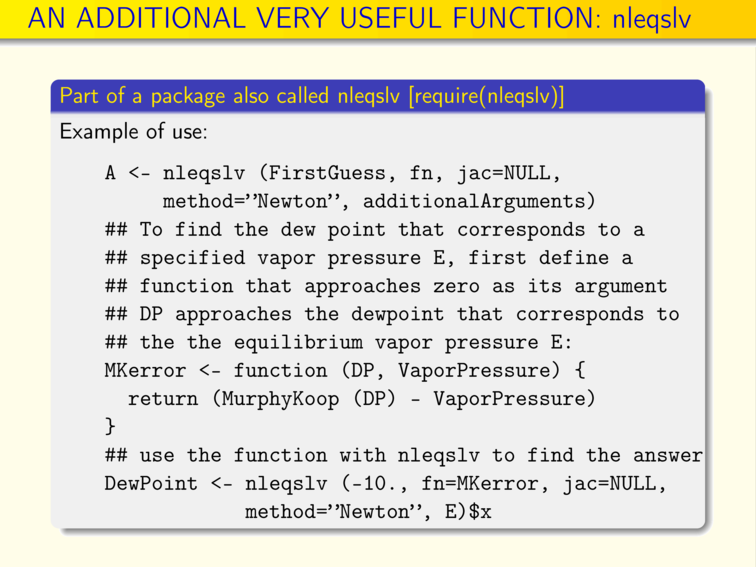 AN ADDITIONAL VERY USEFUL FUNCTION: nleqslv
Part of a package also called nleqslv [require(nleqslv)]
Example of use:
A <- nleqslv (FirstGuess, fn, jac=NULL,
method=”Newton”, additionalArguments)
## To find the dew point that corresponds to a
## specified vapor pressure E, first define a
## function that approaches zero as its argument
## DP approaches the dewpoint that corresponds to
## the the equilibrium vapor pressure E:
MKerror <- function (DP, VaporPressure) {
return (MurphyKoop (DP) - VaporPressure)
}
## use the function with nleqslv to find the answer
DewPoint <- nleqslv (-10., fn=MKerror, jac=NULL,
method=”Newton”, E)$x